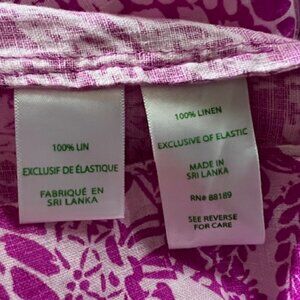 100% LIN
EXCLUSIF DE ÉLASTIQUE
FABRIQUÉ EN
SRI LANKA
100% LINEN
EXCLUSIVE OF ELASTIC
MADE IN
SRI LANKA
RN# 88189
SEE REVERSE
FOR CARE